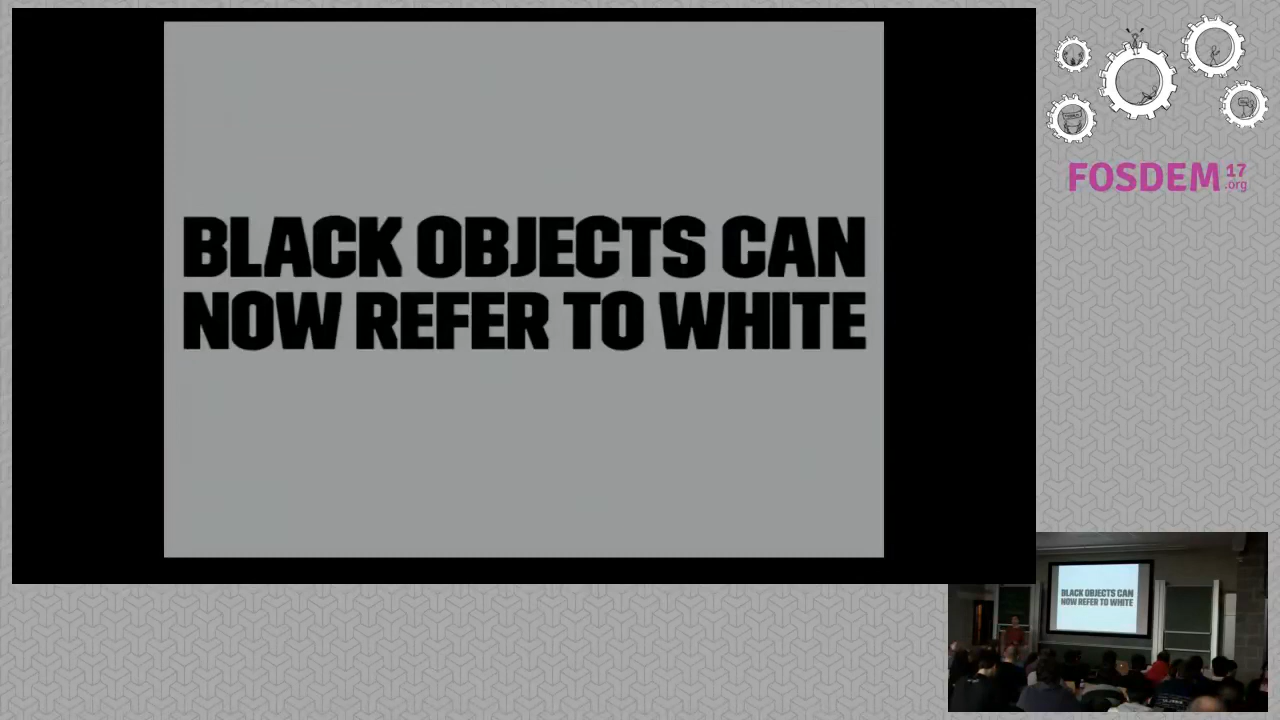 BLACK OBJECTS CAN
NOW REFER TO WHITE
FOSDEM 17
.org
BLACK OBJECTS CAN
NOW REFER TO WHITE